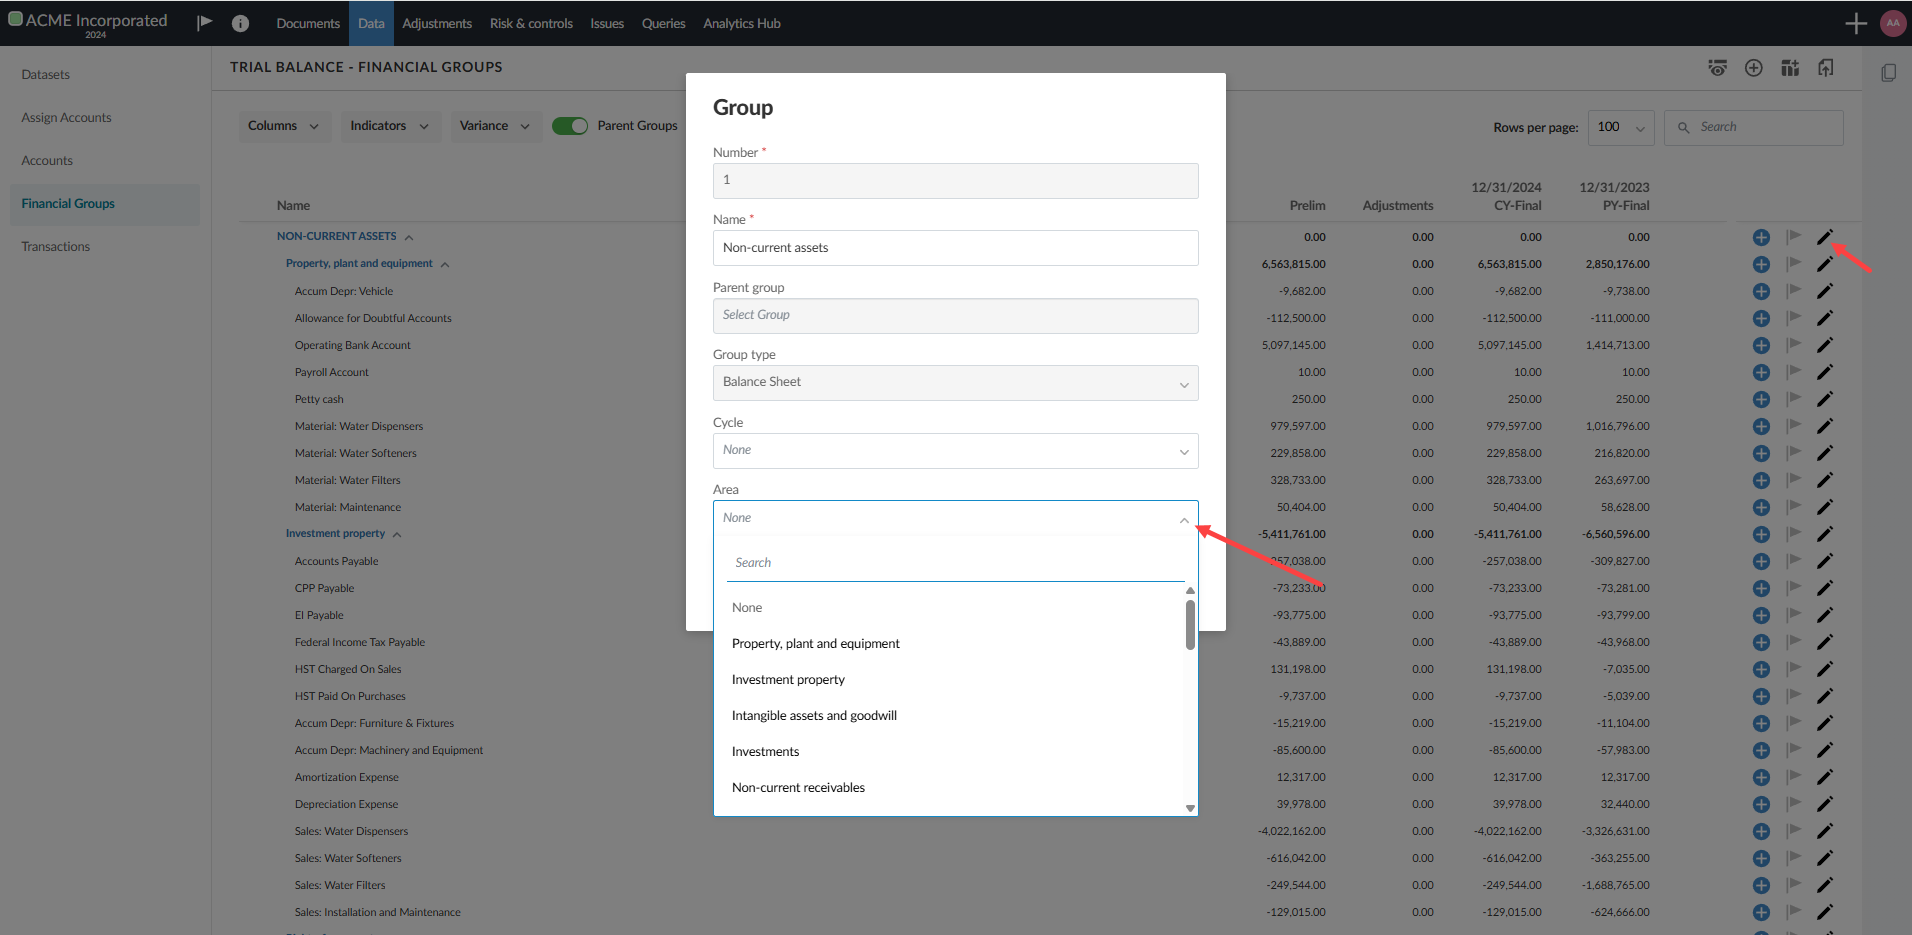 ACME Incorporated
2024
Documents Data Adjustments Risk & controls Issues Queries Analytics Hub
AA
Datasets
Assign Accounts
Accounts
Financial Groups
Transactions
TRIAL BALANCE - FINANCIAL GROUPS
Columns Indicators Variance Parent Groups
Rows per page: 100 Search
12/31/2024 12/31/2023
Name Prelim Adjustments CY-Final PY-Final
NON-CURRENT ASSETS 0.00 0.00 0.00 0.00
Property, plant and equipment 6,563,815.00 0.00 6,563,815.00 2,850,176.00
Accum Depr: Vehicle -9,682.00 0.00 -9,682.00 -9,738.00
Allowance for Doubtful Accounts -112,500.00 0.00 -112,500.00 -111,000.00
Operating Bank Account 5,097,145.00 0.00 5,097,145.00 1,414,713.00
Payroll Account 10.00 0.00 10.00 10.00
Petty cash 250.00 0.00 250.00 250.00
Material: Water Dispensers 979,597.00 0.00 979,597.00 1,016,796.00
Material: Water Softeners 229,858.00 0.00 229,858.00 216,820.00
Material: Water Filters 328,733.00 0.00 328,733.00 263,697.00
Material: Maintenance 50,404.00 0.00 50,404.00 58,628.00
Investment property -5,411,761.00 0.00 -5,411,761.00 -6,560,596.00
Accounts Payable 257,038.00 0.00 -257,038.00 -309,827.00
CPP Payable -73,233.00 0.00 -73,233.00 -73,281.00
EI Payable -93,775.00 0.00 -93,775.00 -93,799.00
Federal Income Tax Payable -43,889.00 0.00 -43,889.00 -43,968.00
HST Charged On Sales 131,198.00 0.00 131,198.00 -7,035.00
HST Paid On Purchases -9,737.00 0.00 -9,737.00 -5,039.00
Accum Depr: Furniture & Fixtures -15,219.00 0.00 -15,219.00 -11,104.00
Accum Depr: Machinery and Equipment -85,600.00 0.00 -85,600.00 -57,983.00
Amortization Expense 12,317.00 0.00 12,317.00 12,317.00
Depreciation Expense 39,978.00 0.00 39,978.00 32,440.00
Sales: Water Dispensers -4,022,162.00 0.00 -4,022,162.00 -3,326,631.00
Sales: Water Softeners -616,042.00 0.00 -616,042.00 -363,255.00
Sales: Water Filters -249,544.00 0.00 -249,544.00 -1,688,765.00
Sales: Installation and Maintenance -129,015.00 0.00 -129,015.00 -624,666.00
Group
Number *
1
Name *
Non-current assets
Parent group
Select Group
Group type
Balance Sheet
Cycle
None
Area
None
Search
None
Property, plant and equipment
Investment property
Intangible assets and goodwill
Investments
Non-current receivables